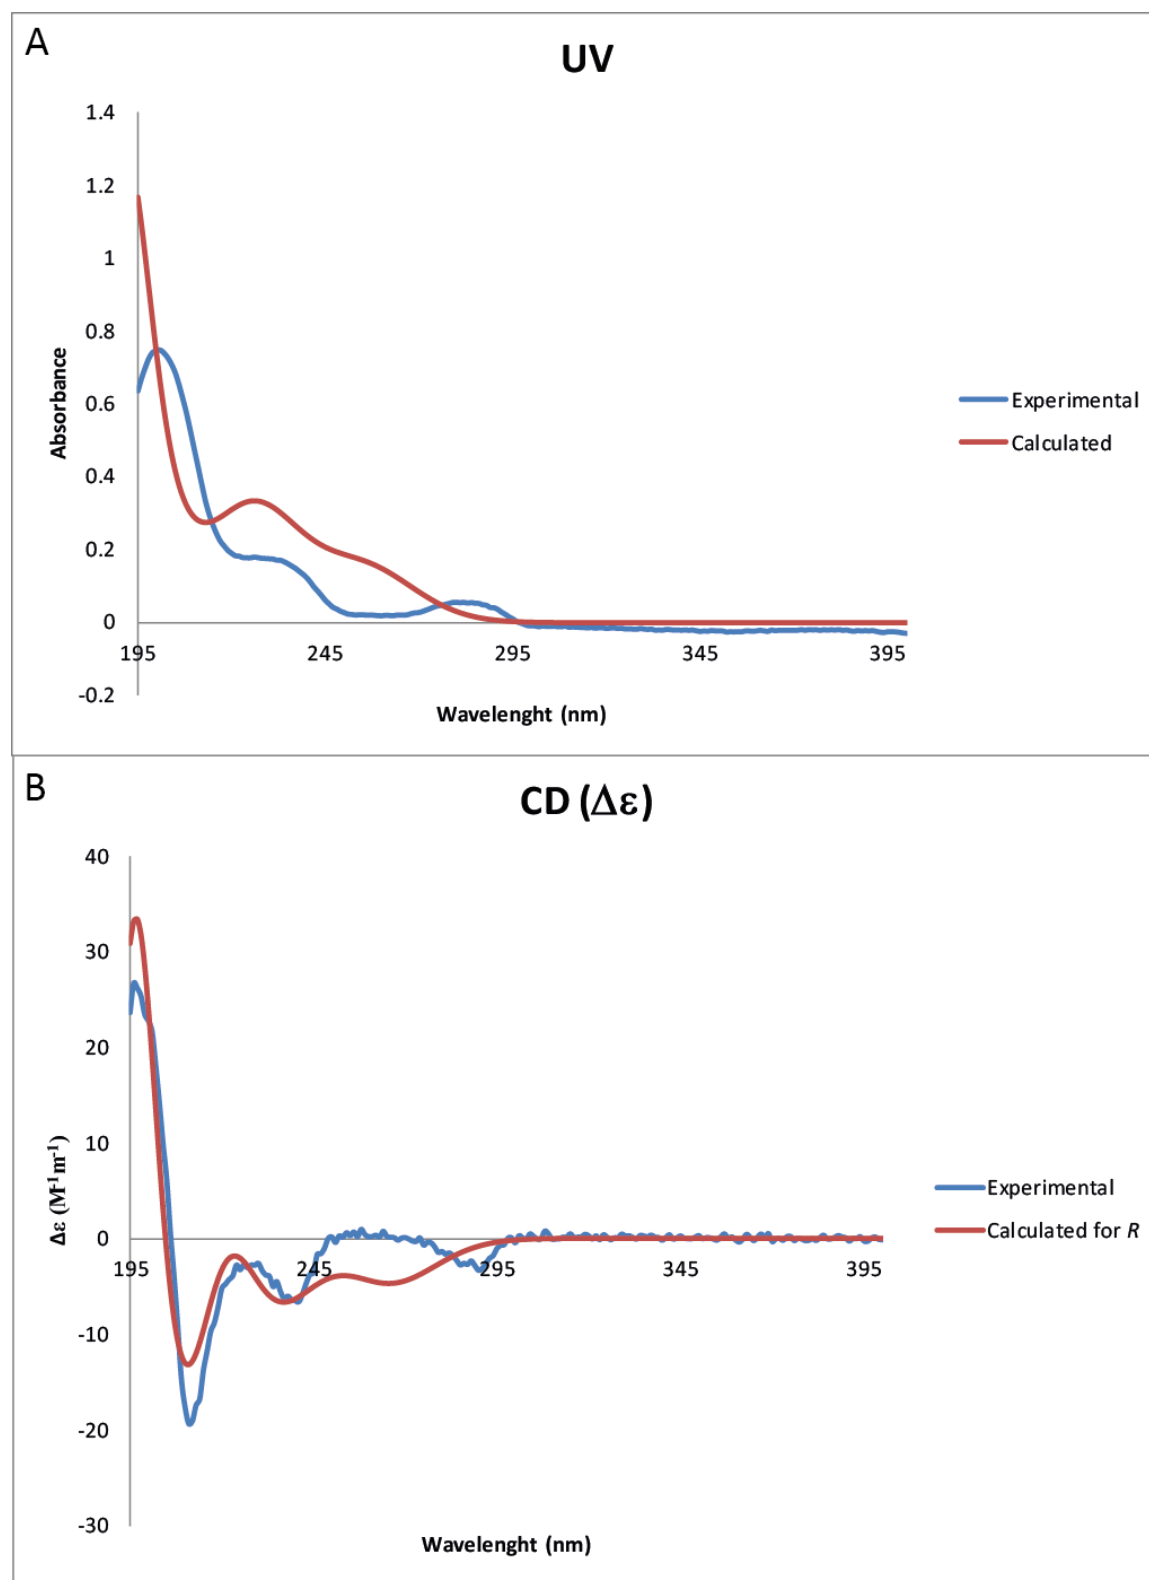 A
UV
1.4
1.2
1
0.8
0.6
0.4
0.2
0
-0.2
Absorbance
195 245 295 345 395
Wavelenght (nm)
Experimental
Calculated
B
CD (Δε)
40
30
20
10
0
-10
-20
-30
Δε (M⁻¹m⁻¹)
195 245 295 345 395
Wavelenght (nm)
Experimental
Calculated for R